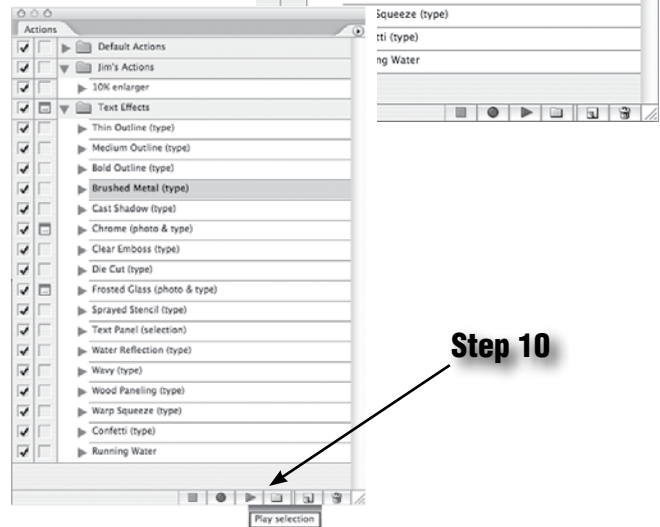 Actions
Default Actions
Jim's Actions
10% enlarger
Text Effects
Thin Outline (type)
Medium Outline (type)
Bold Outline (type)
Brushed Metal (type)
Cast Shadow (type)
Chrome (photo & type)
Clear Emboss (type)
Die Cut (type)
Frosted Glass (photo & type)
Sprayed Stencil (type)
Text Panel (selection)
Water Reflection (type)
Wavy (type)
Wood Paneling (type)
Warp Squeeze (type)
Confetti (type)
Running Water
Play selection
Squeeze (type)
tti (type)
ng Water
Step 10